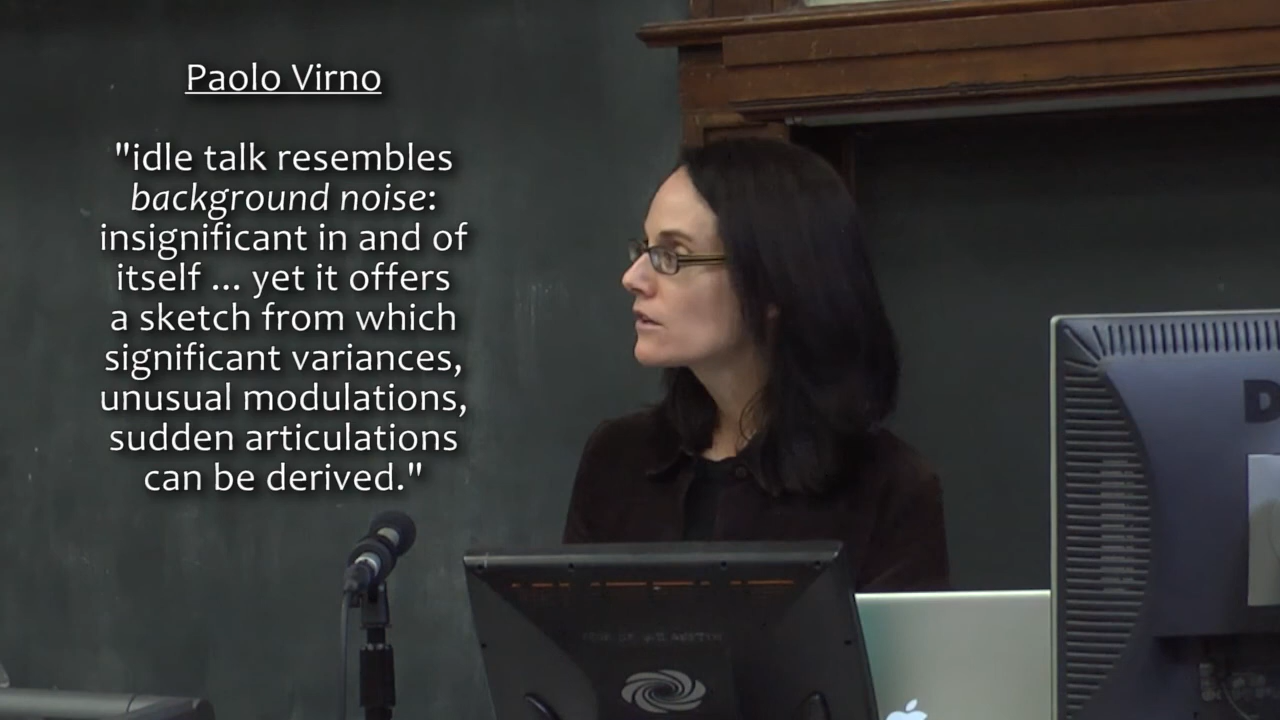 Paolo Virno
"idle talk resembles
background noise:
insignificant in and of
itself ... yet it offers
a sketch from which
significant variances,
unusual modulations,
sudden articulations
can be derived."